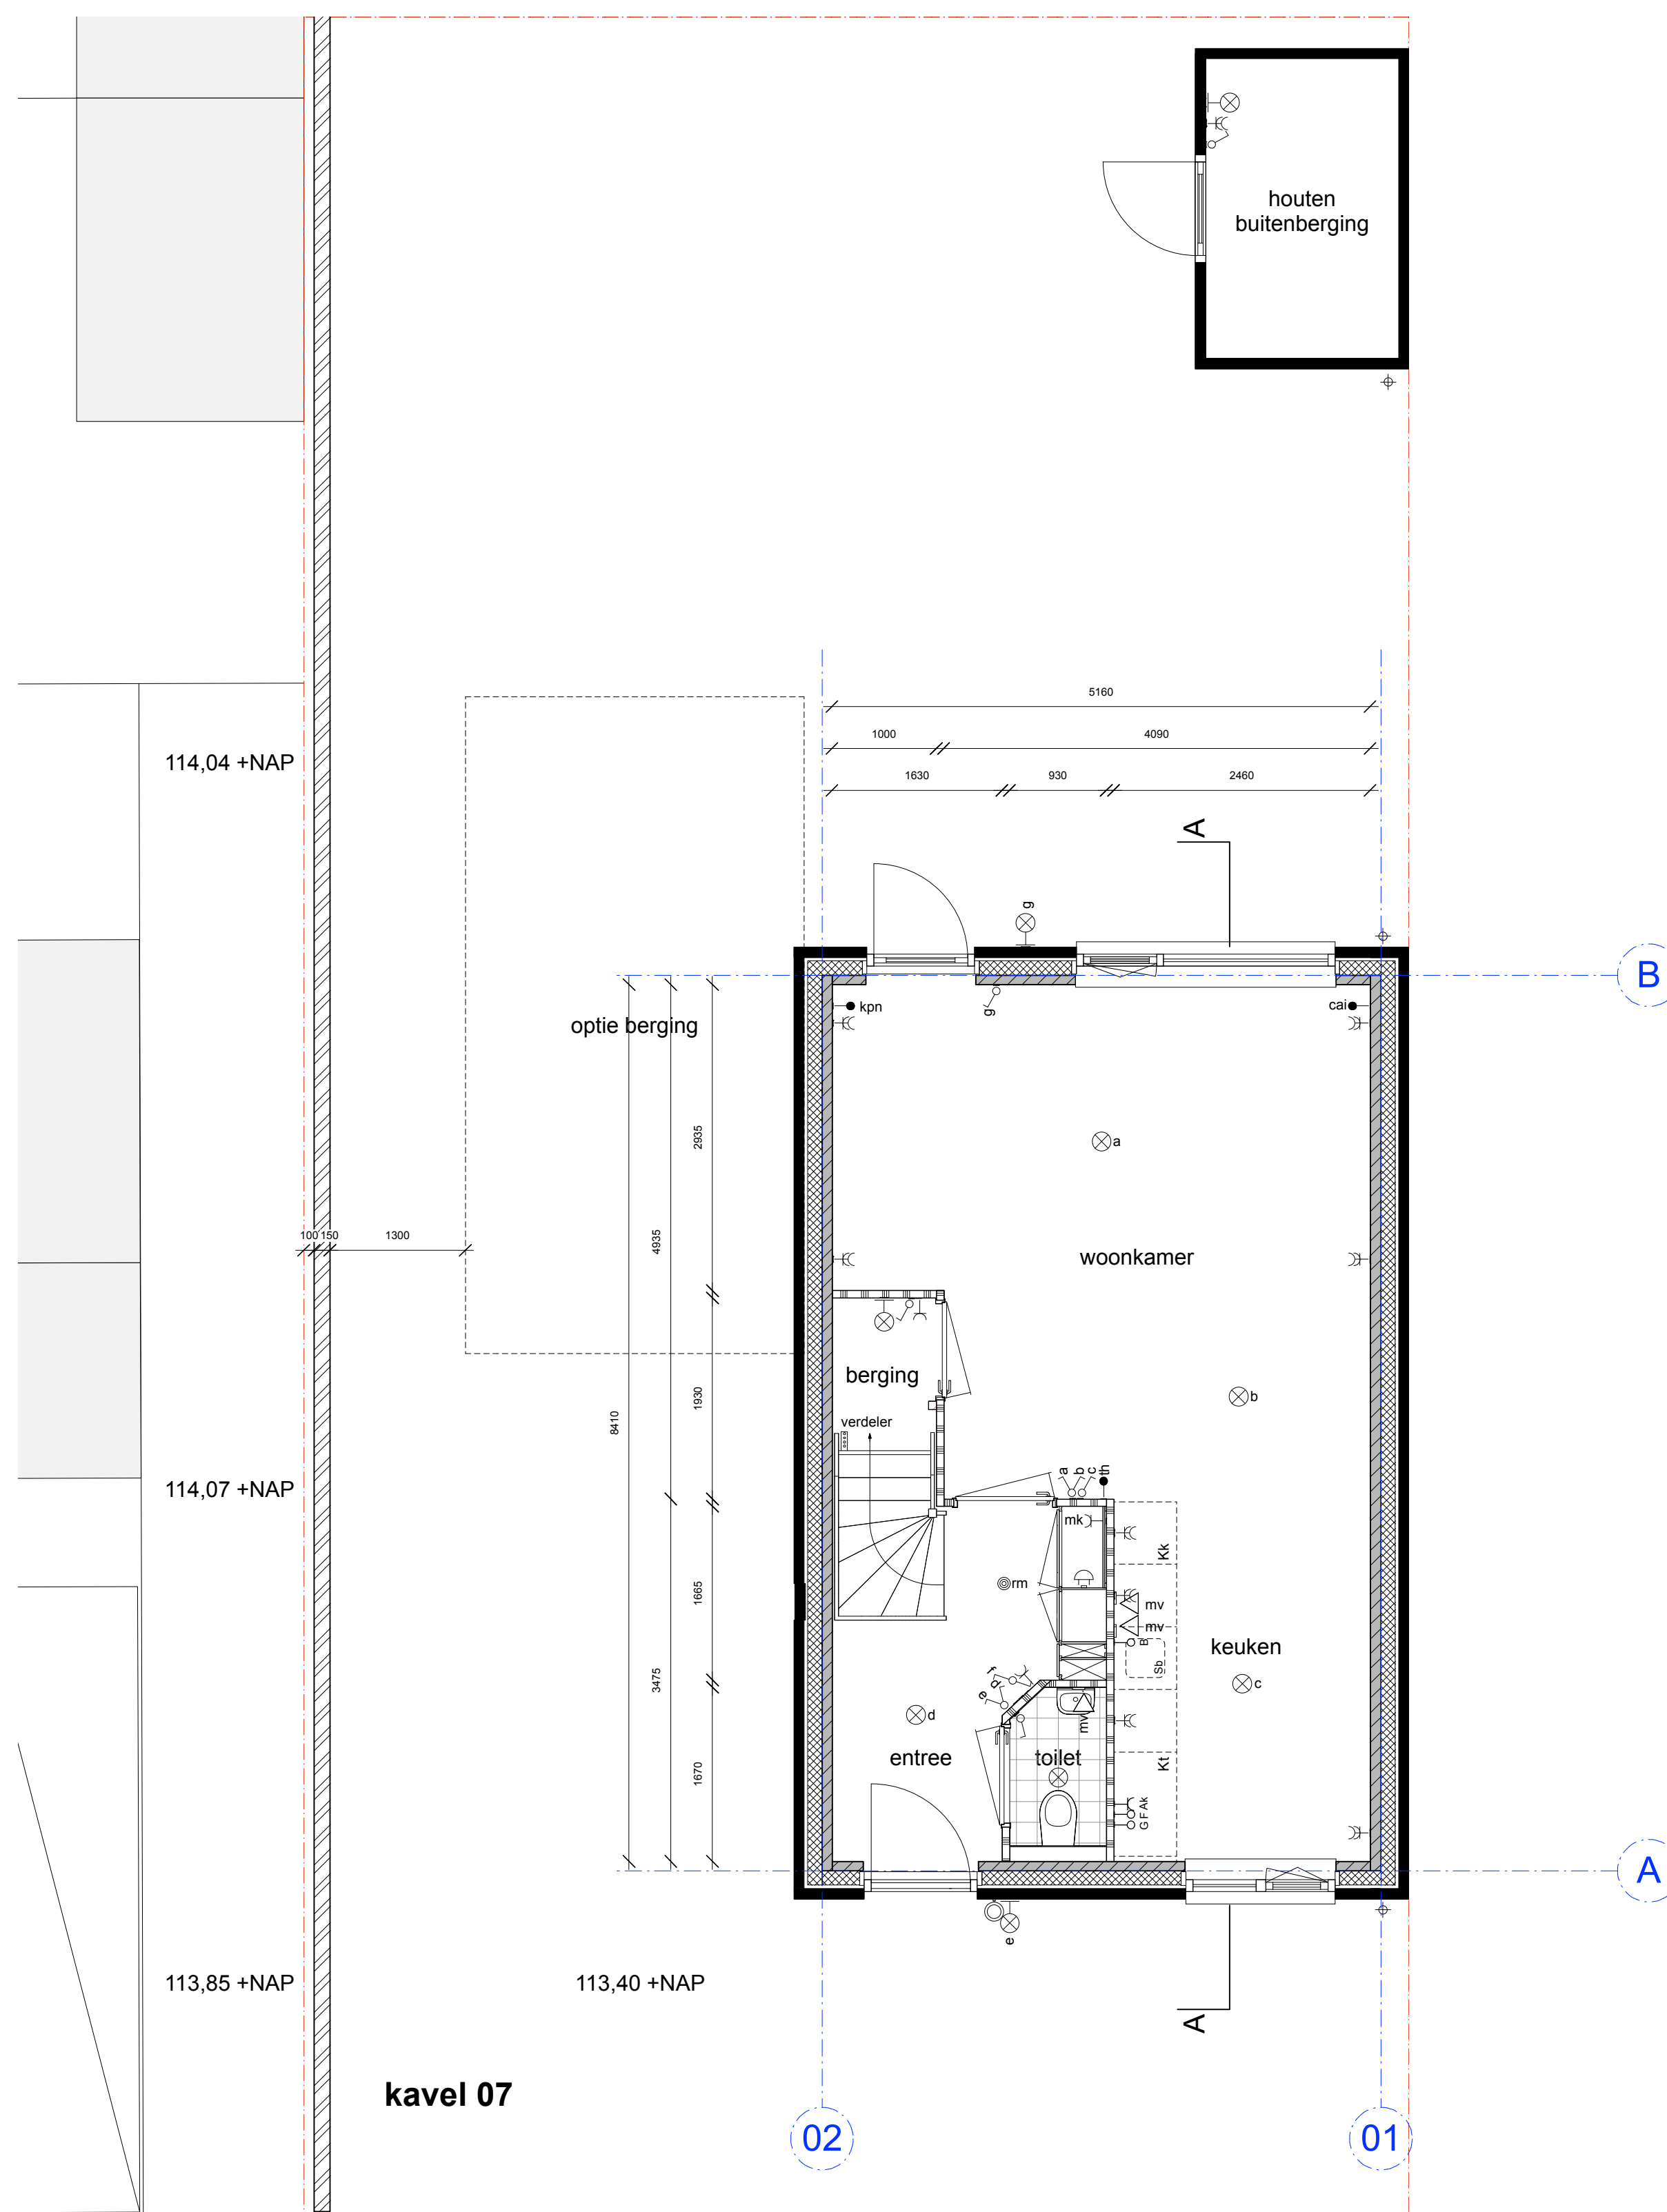 houten
buitenberging
5160
1000
4090
1630
930
2460
114,04 +NAP
A
g
B
kpn
g
cai
optie berging
2935
a
100
150
1300
4935
woonkamer
berging
b
1930
8410
verdeler
a
b
c
th
114,07 +NAP
mk
Kk
rm
1665
mv
mv
B
Sb
keuken
3475
f
d
e
c
d
mv
entree
toilet
Kt
1670
G F Ak
A
e
113,85 +NAP
113,40 +NAP
A
kavel 07
02
01